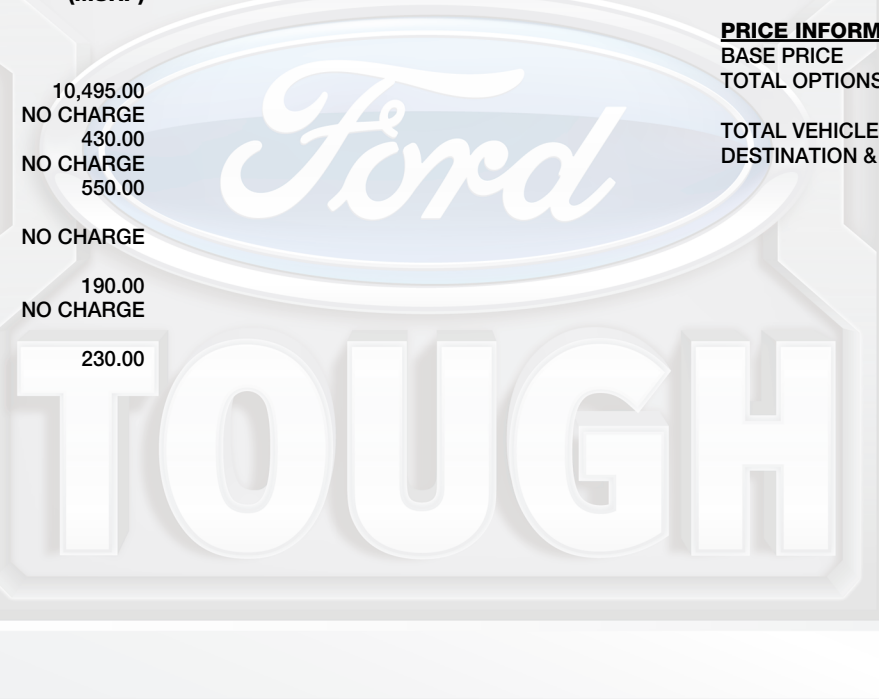 (MSRP)
10,495.00
NO CHARGE
430.00
NO CHARGE
550.00
NO CHARGE
190.00
NO CHARGE
230.00
PRICE INFORM
BASE PRICE
TOTAL OPTIONS
TOTAL VEHICLE
DESTINATION &
Ford
TOUGH